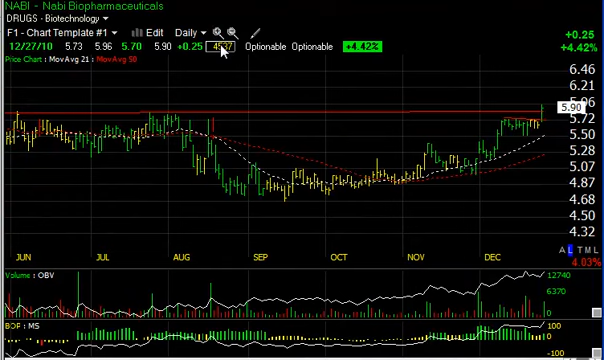 NABI - Nabi Biopharmaceuticals
DRUGS - Biotechnology
F1 - Chart Template #1 Edit Daily
+0.25
12/27/10 5.73 5.96 5.70 5.90 +0.25 4537 Optionable Optionable +4.42%
+4.42%
Price Chart : MovAvg 21 : MovAvg 50
6.46
6.21
5.96
5.90
5.72
5.50
5.28
5.07
4.87
4.68
4.50
4.32
A L T M L
JUN JUL AUG SEP OCT NOV DEC
4.03%
Volume : OBV
12740
6370
BOP : MS
100
0
-100